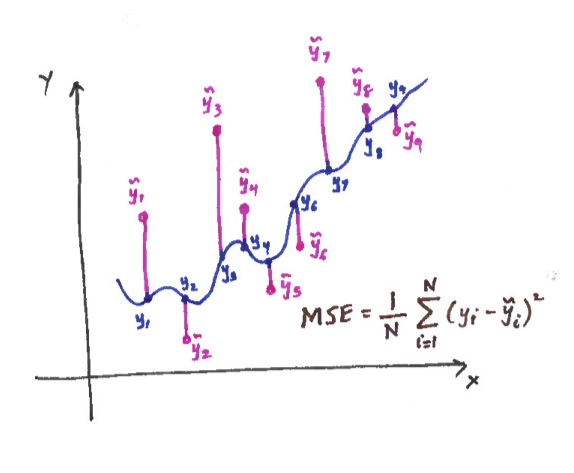 Y
ỹ7
ỹ8
y9
ỹ3
y8
ỹ9
ỹ1
ỹ4
y7
y6
y4
ỹ6
y3
y2
ỹ5
y1
ỹ2
MSE = 1/N Σ i=1 N (yi - ỹi)²
x